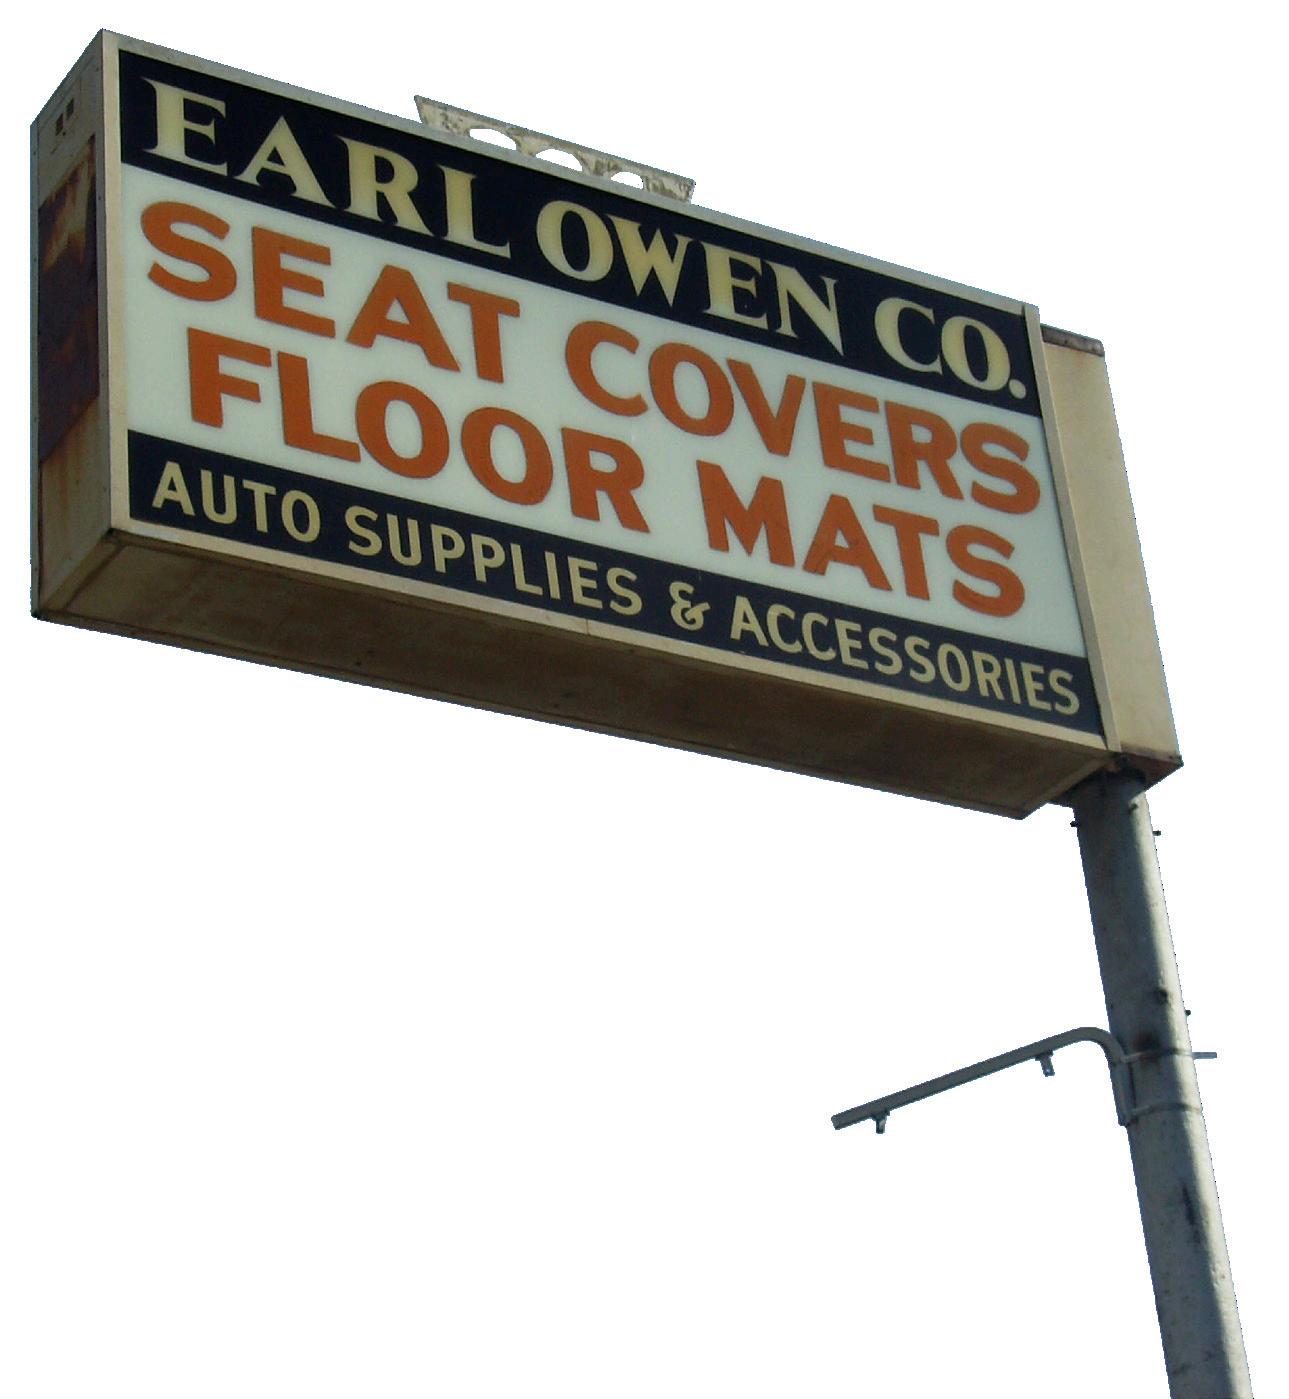 EARL OWEN CO.
SEAT COVERS
FLOOR MATS
AUTO SUPPLIES & ACCESSORIES